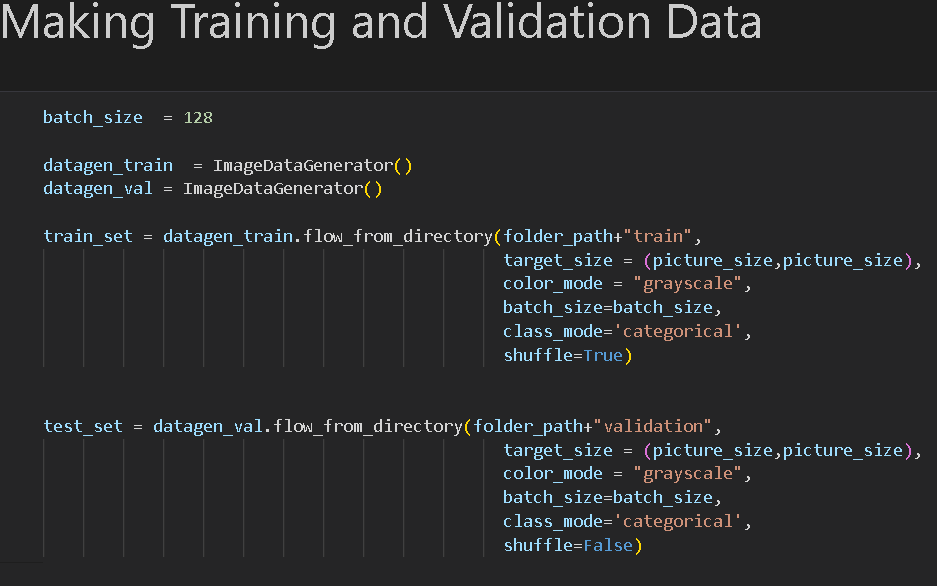 Making Training and Validation Data
batch_size  = 128
datagen_train  = ImageDataGenerator()
datagen_val = ImageDataGenerator()
train_set = datagen_train.flow_from_directory(folder_path+"train",
target_size = (picture_size,picture_size),
color_mode = "grayscale",
batch_size=batch_size,
class_mode='categorical',
shuffle=True)
test_set = datagen_val.flow_from_directory(folder_path+"validation",
target_size = (picture_size,picture_size),
color_mode = "grayscale",
batch_size=batch_size,
class_mode='categorical',
shuffle=False)